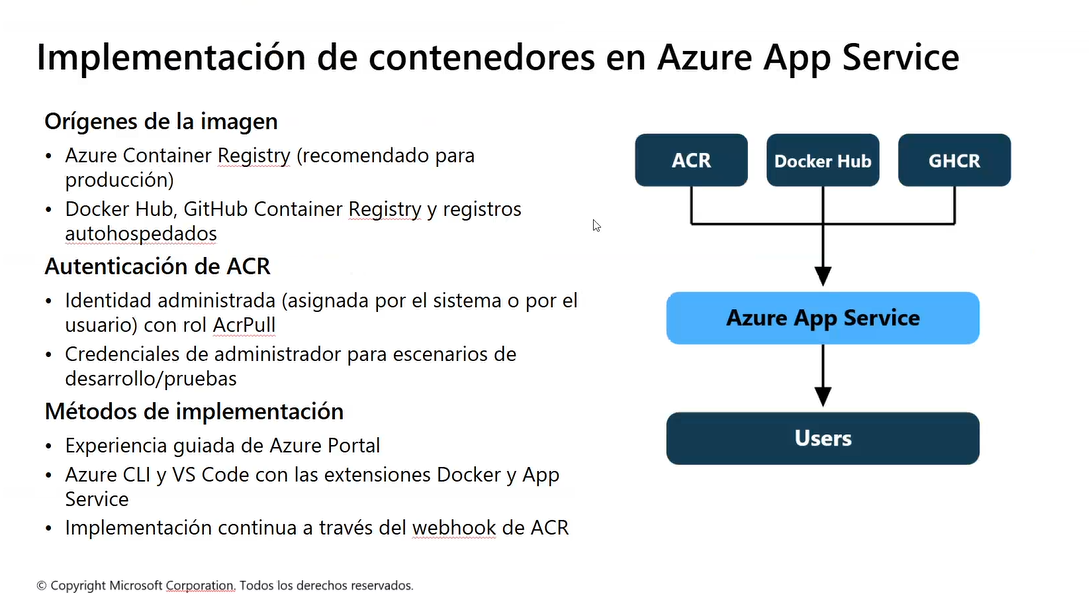 Implementación de contenedores en Azure App Service
Orígenes de la imagen
• Azure Container Registry (recomendado para
producción)
• Docker Hub, GitHub Container Registry y registros
autohospedados
Autenticación de ACR
• Identidad administrada (asignada por el sistema o por el
usuario) con rol AcrPull
• Credenciales de administrador para escenarios de
desarrollo/pruebas
Métodos de implementación
• Experiencia guiada de Azure Portal
• Azure CLI y VS Code con las extensiones Docker y App
Service
• Implementación continua a través del webhook de ACR
ACR
Docker Hub
GHCR
Azure App Service
Users
© Copyright Microsoft Corporation. Todos los derechos reservados.